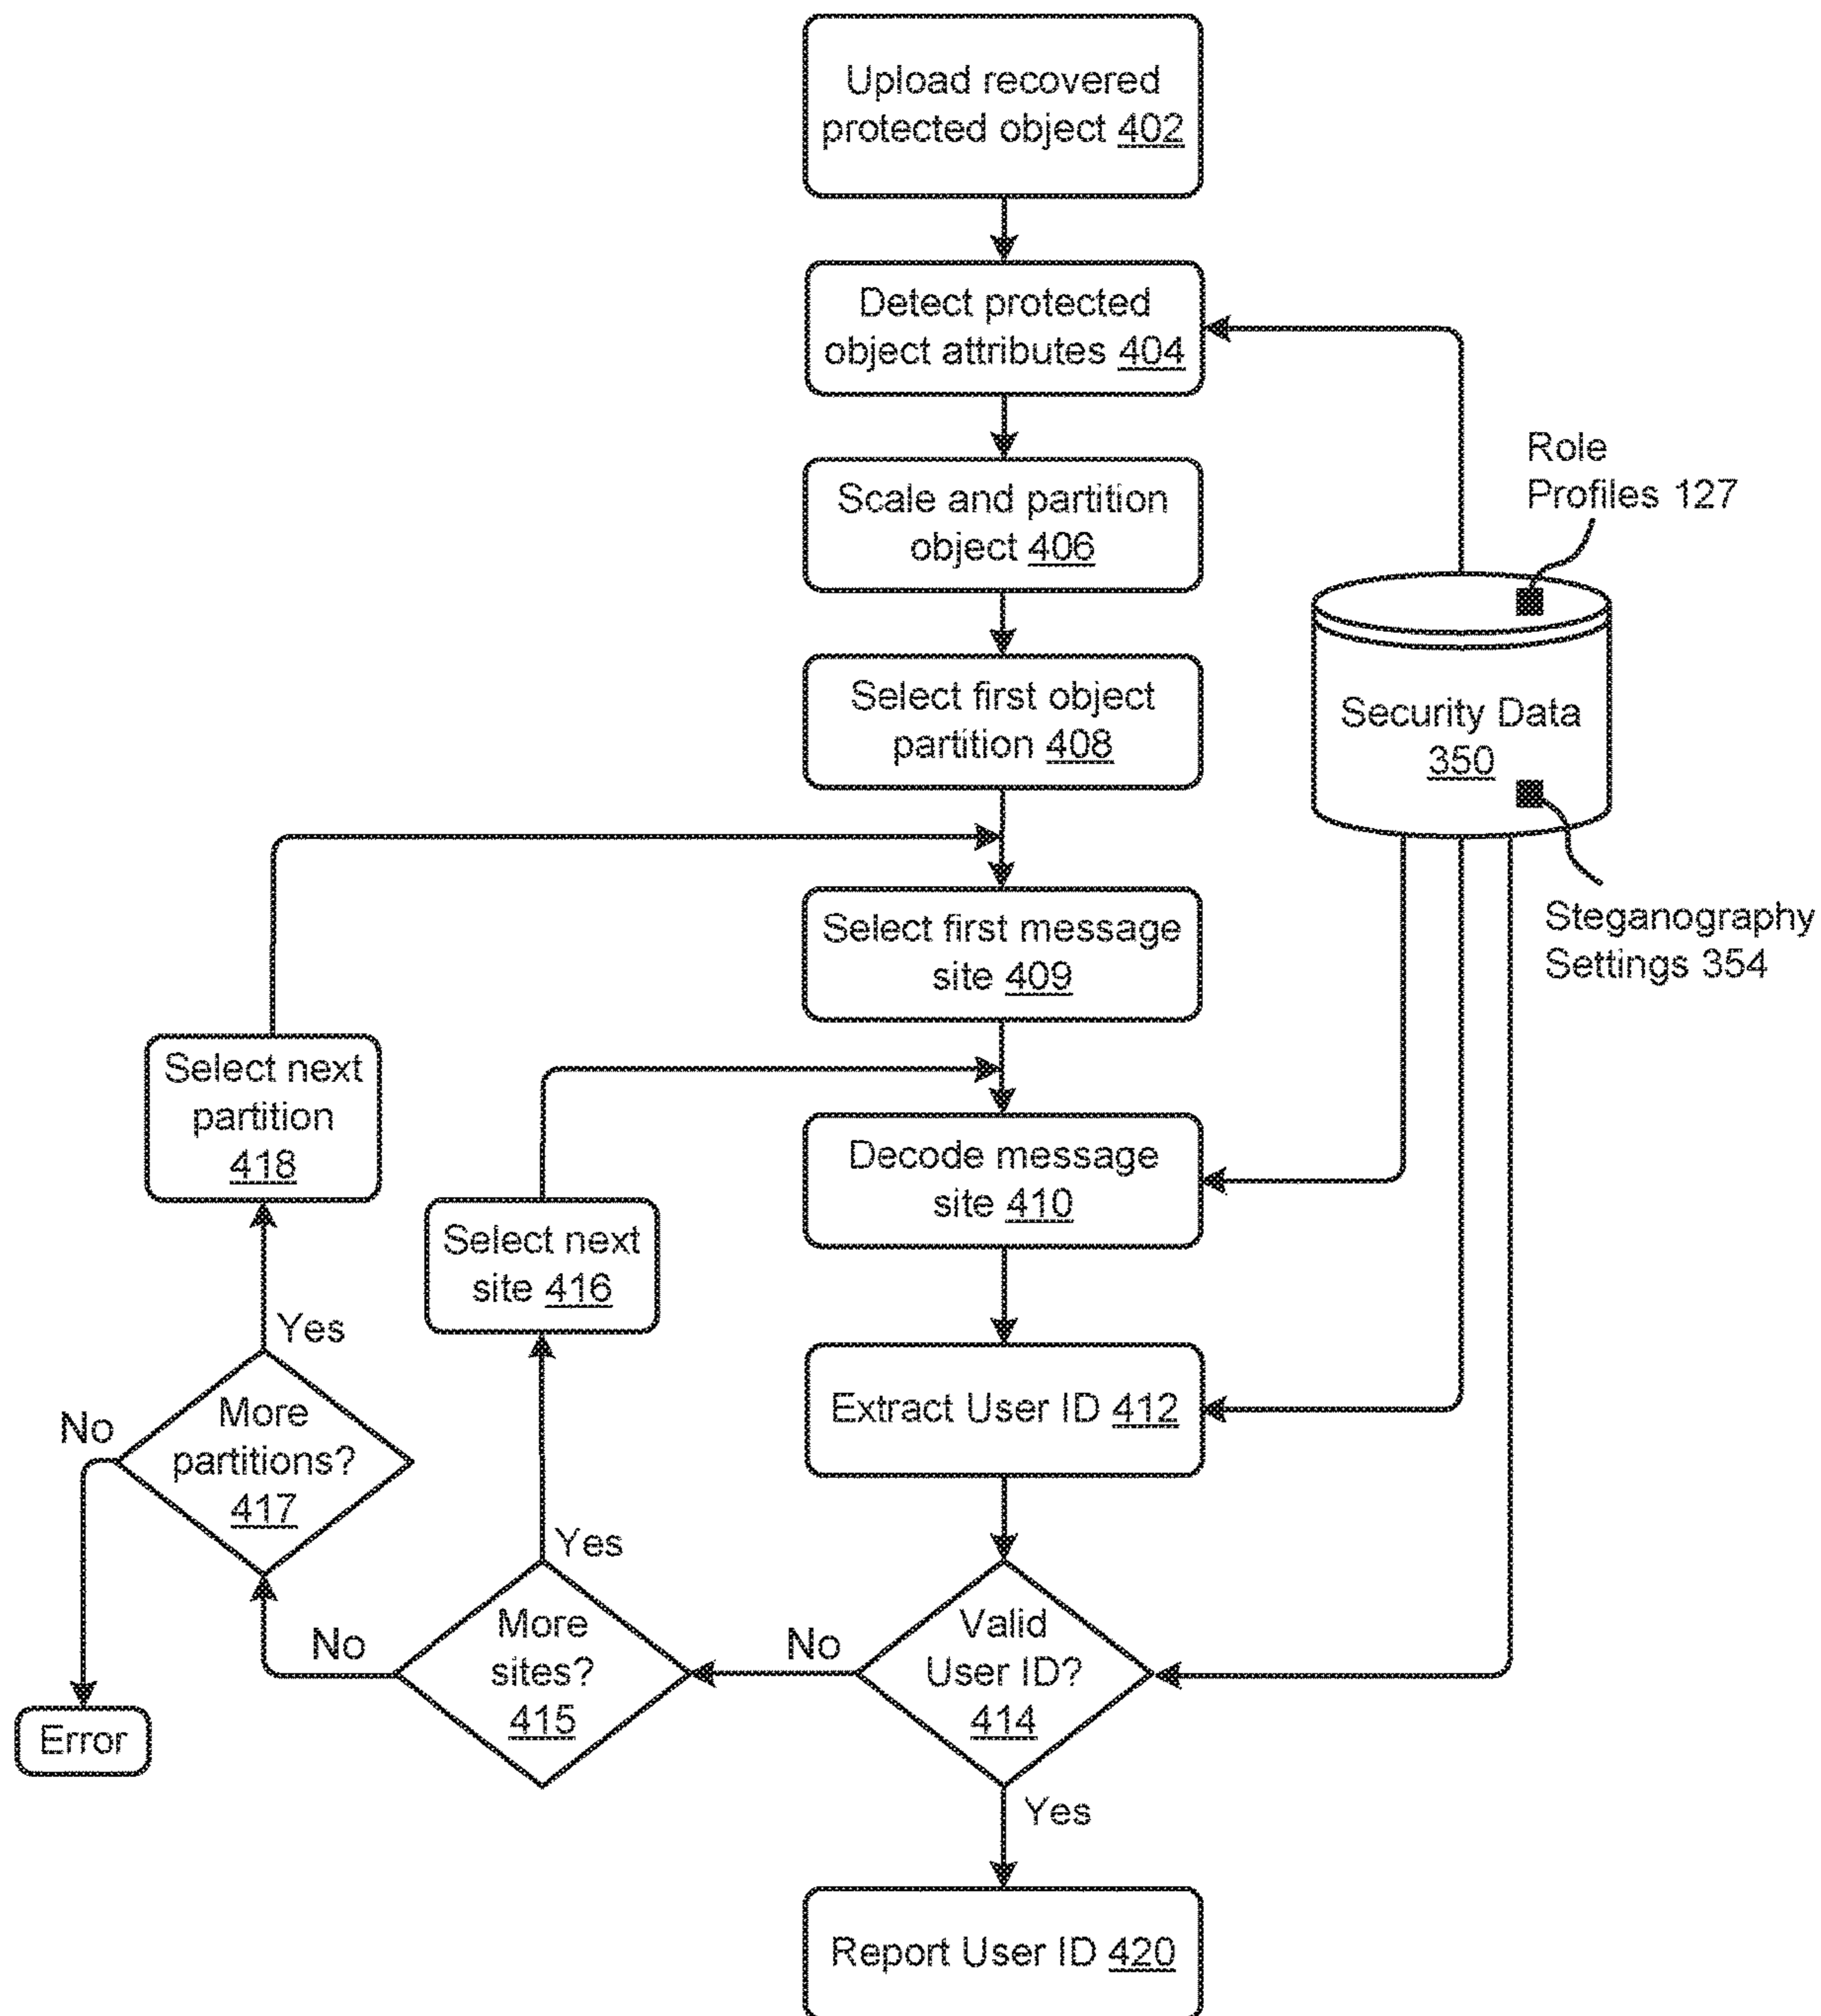 Upload recovered
protected object 402
Detect protected
object attributes 404
Role
Profiles 127
Scale and partition
object 406
Select first object
partition 408
Security Data
350
Select first message
site 409
Steganography
Settings 354
Select next
partition
418
Decode message
site 410
Select next
site 416
Yes
Extract User ID 412
No
More
partitions?
417
Yes
No
More
sites?
415
No
Valid
User ID?
414
Error
Yes
Report User ID 420